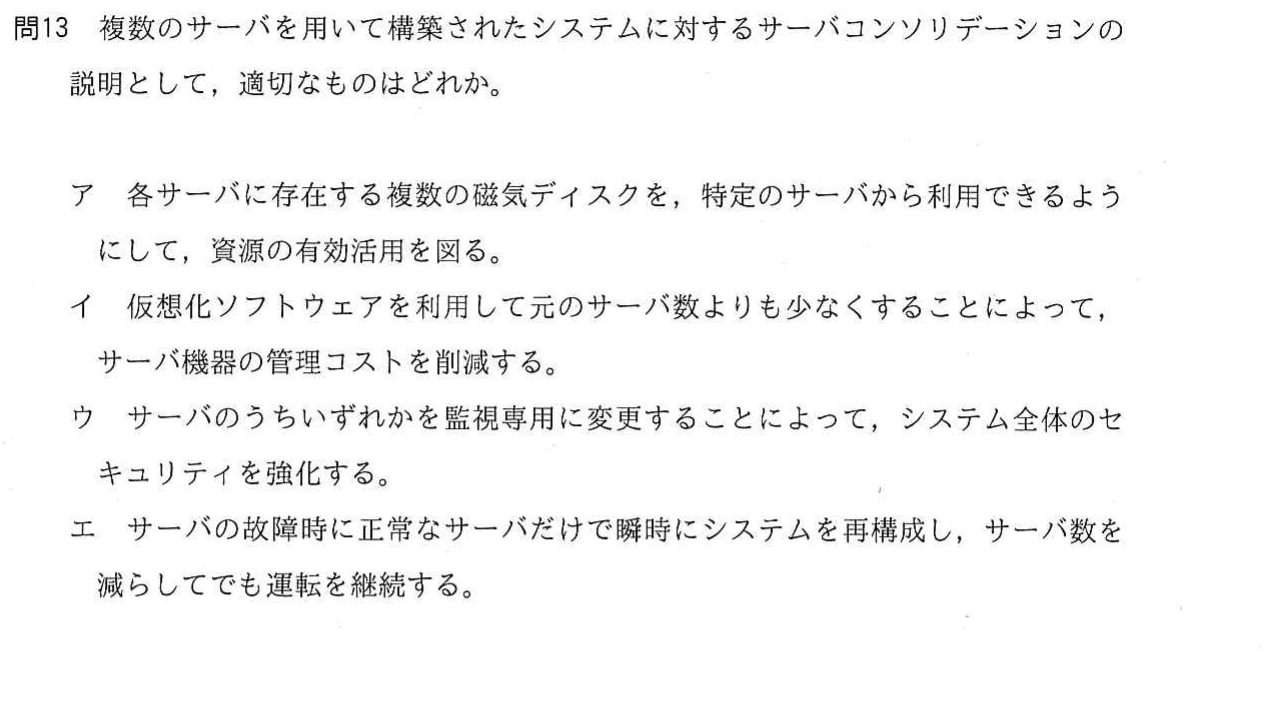 問13　複数のサーバを用いて構築されたシステムに対するサーバコンソリデーションの
説明として，適切なものはどれか。
ア　各サーバに存在する複数の磁気ディスクを，特定のサーバから利用できるよう
にして，資源の有効活用を図る。
イ　仮想化ソフトウェアを利用して元のサーバ数よりも少なくすることによって，
サーバ機器の管理コストを削減する。
ウ　サーバのうちいずれかを監視専用に変更することによって，システム全体のセ
キュリティを強化する。
エ　サーバの故障時に正常なサーバだけで瞬時にシステムを再構成し，サーバ数を
減らしてでも運転を継続する。